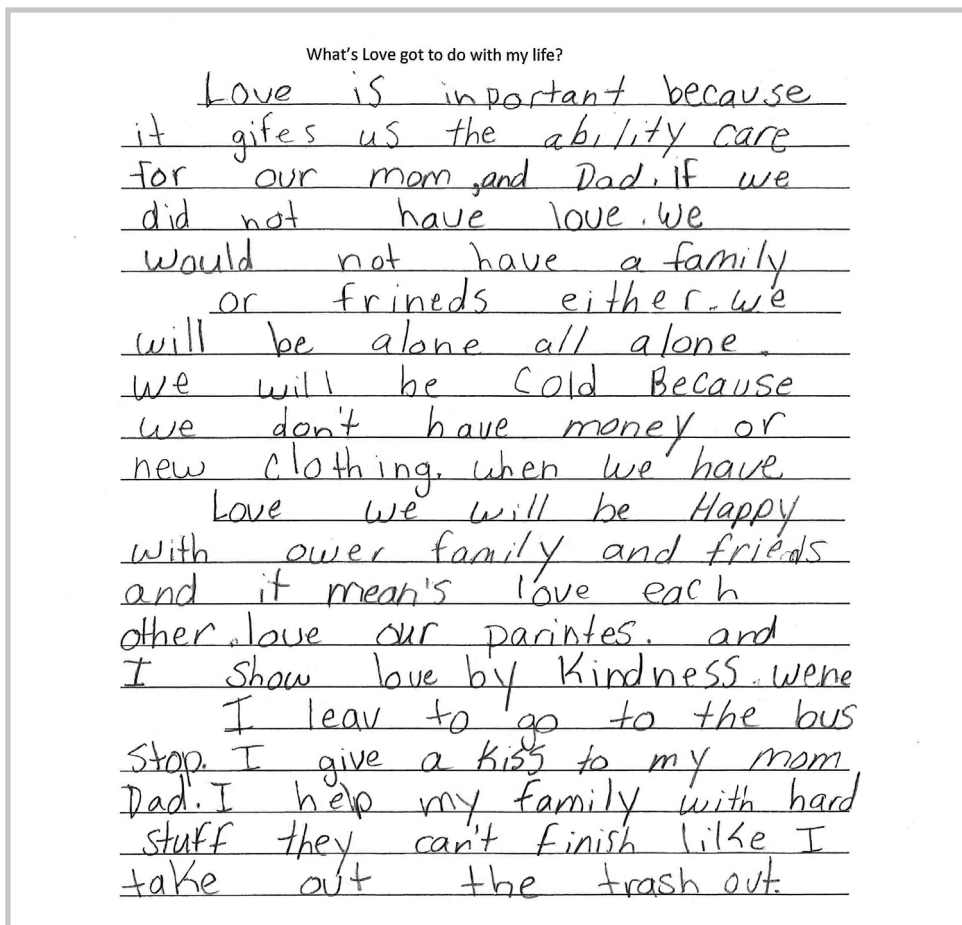 What's Love got to do with my life?
Love is inportant because
it gifes us the ability care
for our mom ,and Dad. if we
did not have love. We
would not have a family
or frineds either. we
will be alone all alone.
we will be Cold Because
we don't have money or
new clothing. when we have
Love we will be Happy
with ower family and frieds
and it mean's love each
other. love our parintes. and
I Show love by Kindness. wene
I leav to go to the bus
Stop. I give a kiss to my mom
Dad. I help my family with hard
stuff they can't finish lilke I
take out the trash out.